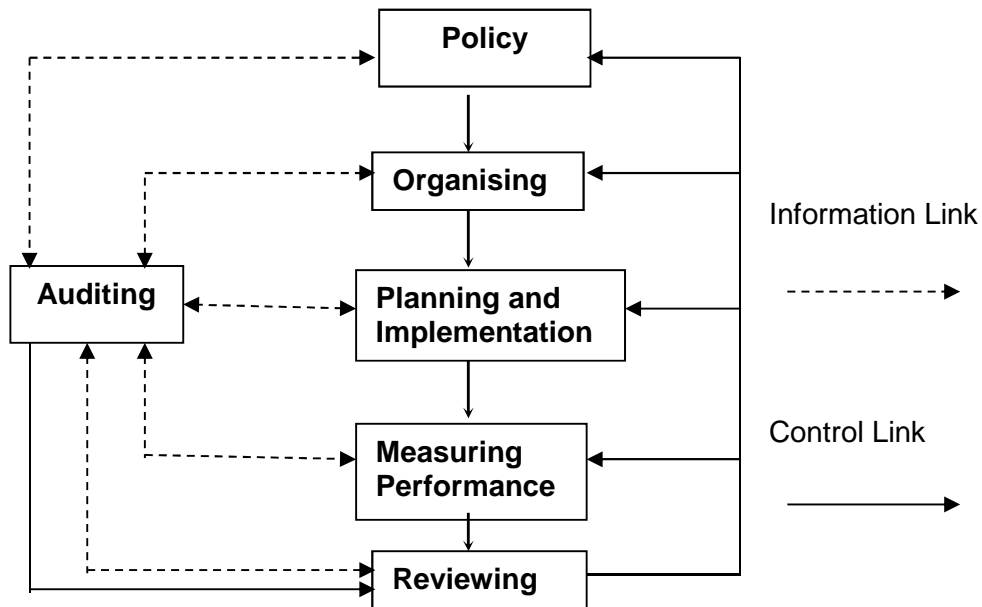 Policy
Organising
Information Link
Auditing
Planning and
Implementation
Control Link
Measuring
Performance
Reviewing